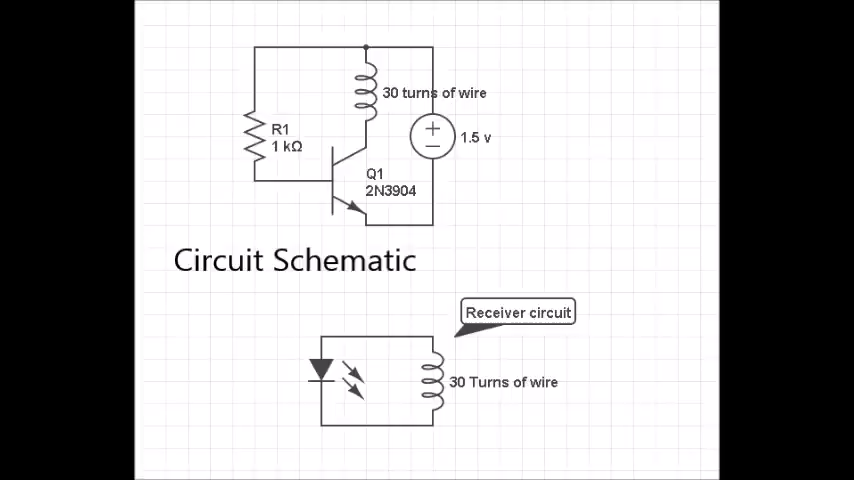 30 turns of wire
R1
1 kΩ
1.5 v
Q1
2N3904
Circuit Schematic
Receiver circuit
30 Turns of wire